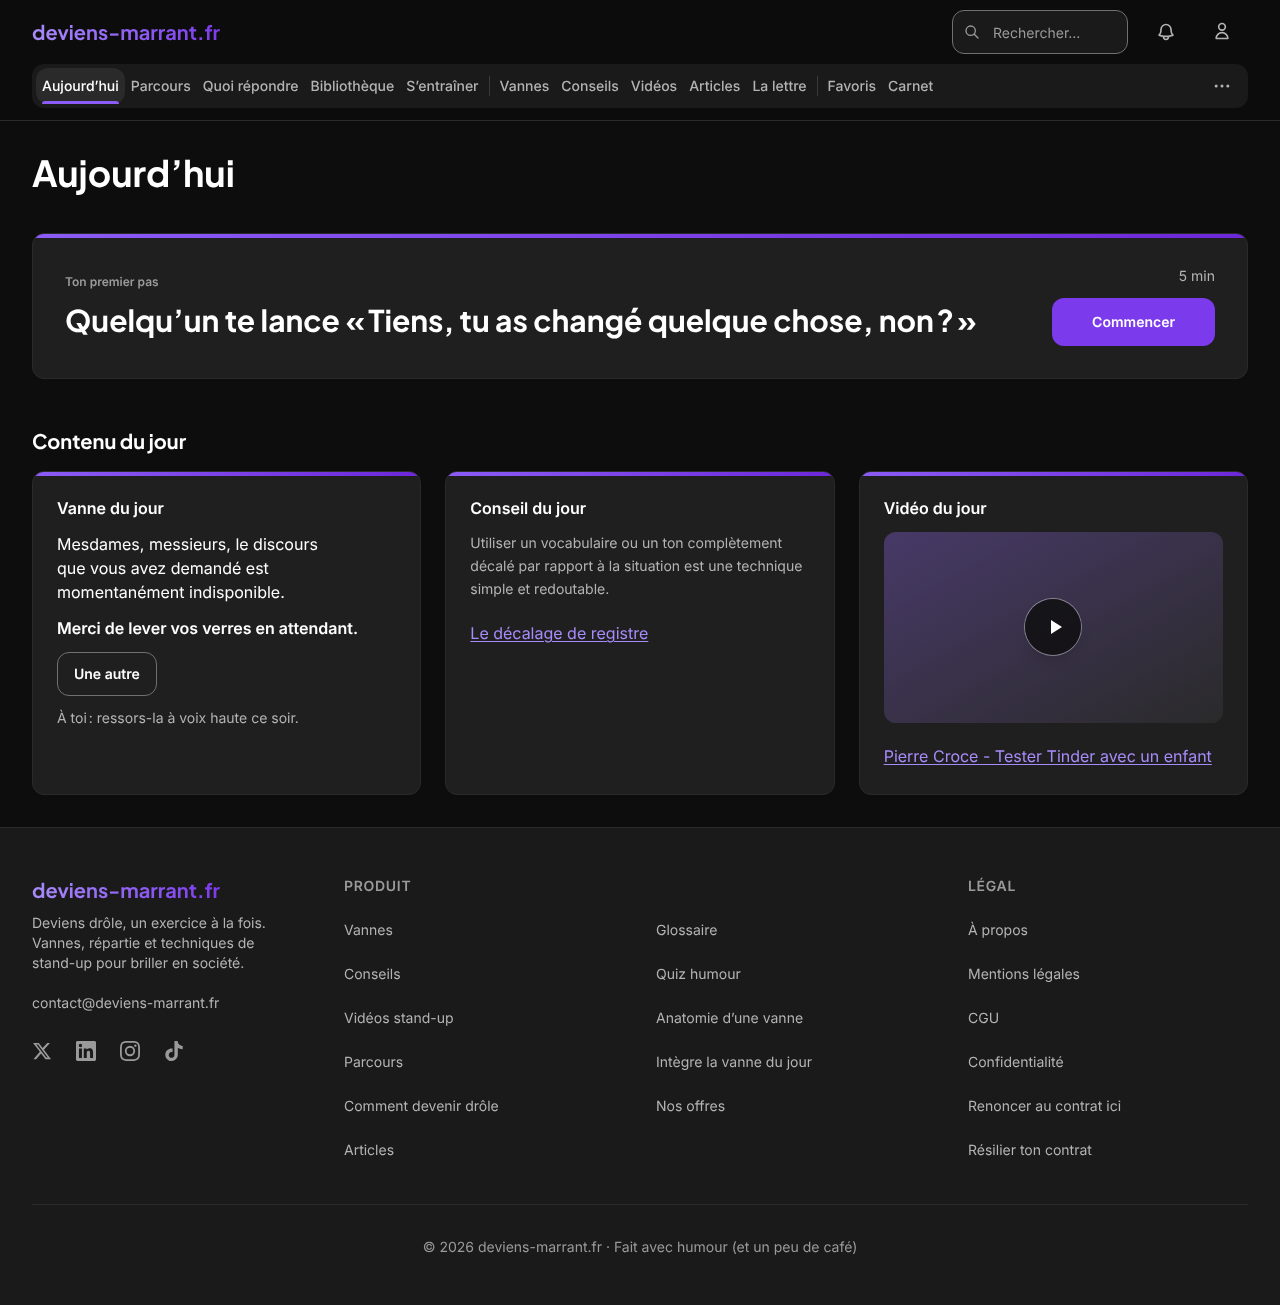 deviens-marrant.fr
Rechercher...
Aujourd’hui Parcours Quoi répondre Bibliothèque S’entraîner Vannes Conseils Vidéos Articles La lettre Favoris Carnet
Aujourd’hui
Ton premier pas
5 min
Quelqu’un te lance « Tiens, tu as changé quelque chose, non ? »
Commencer
Contenu du jour
Vanne du jour
Mesdames, messieurs, le discours
que vous avez demandé est
momentanément indisponible.
Merci de lever vos verres en attendant.
Une autre
À toi : ressors-la à voix haute ce soir.
Conseil du jour
Utiliser un vocabulaire ou un ton complètement
décalé par rapport à la situation est une technique
simple et redoutable.
Le décalage de registre
Vidéo du jour
Pierre Croce - Tester Tinder avec un enfant
deviens-marrant.fr
Deviens drôle, un exercice à la fois.
Vannes, répartie et techniques de
stand-up pour briller en société.
contact@deviens-marrant.fr
PRODUIT
Vannes
Conseils
Vidéos stand-up
Parcours
Comment devenir drôle
Articles
Glossaire
Quiz humour
Anatomie d’une vanne
Intègre la vanne du jour
Nos offres
LÉGAL
À propos
Mentions légales
CGU
Confidentialité
Renoncer au contrat ici
Résilier ton contrat
© 2026 deviens-marrant.fr · Fait avec humour (et un peu de café)